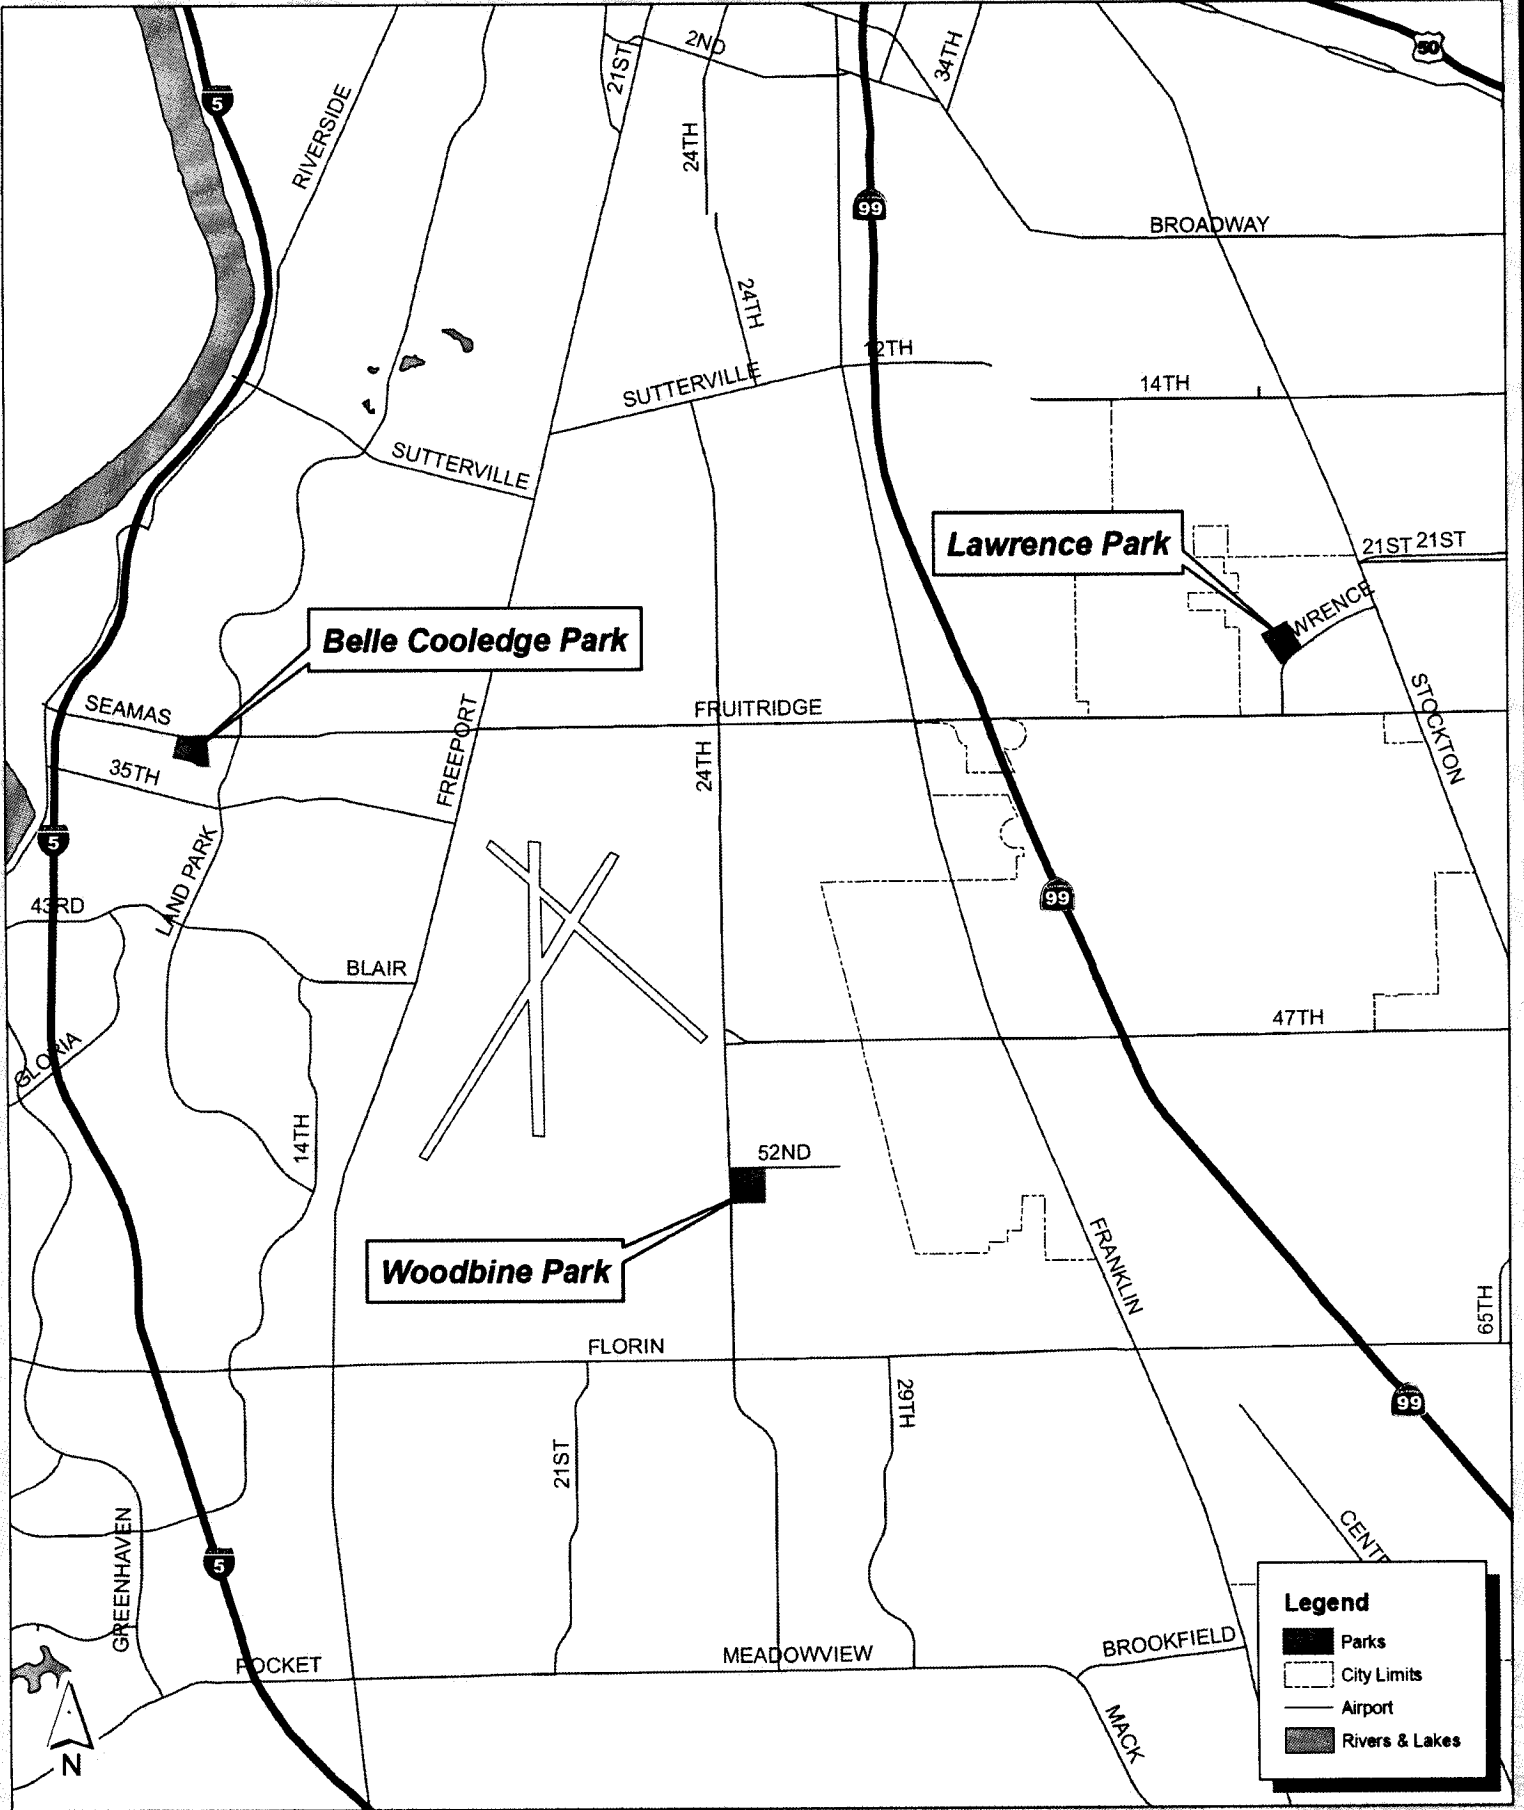 50
2ND
34TH
21ST
5
RIVERSIDE
24TH
99
BROADWAY
24TH
12TH
SUTTERVILLE
14TH
SUTTERVILLE
Lawrence Park
21ST 21ST
WRENCE
Belle Cooledge Park
SEAMAS
FRUITRIDGE
STOCKTON
FREEPORT
24TH
35TH
5
LAND PARK
43RD
99
BLAIR
47TH
GLORIA
14TH
52ND
Woodbine Park
FRANKLIN
65TH
FLORIN
29TH
99
21ST
CENTR
GREENHAVEN
5
POCKET
MEADOWVIEW
BROOKFIELD
MACK
N
Legend
Parks
City Limits
Airport
Rivers & Lakes